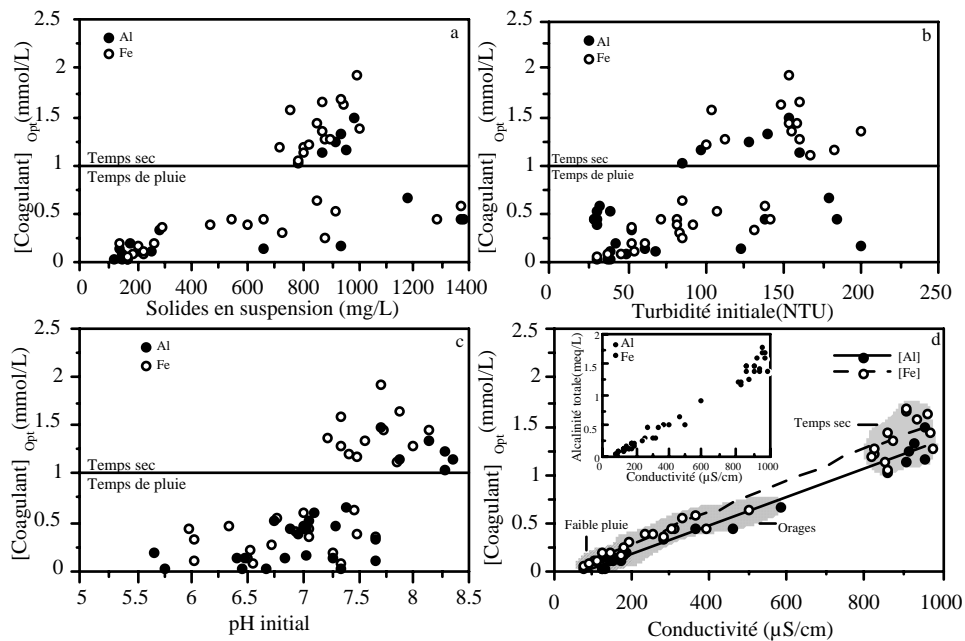 2.5
2
1.5
1
0.5
0
[Coagulant] Opt (mmol/L)
a
Al
Fe
Temps sec
Temps de pluie
0 200 400 600 800 1000 1200 1400
Solides en suspension (mg/L)
2.5
2
1.5
1
0.5
0
[Coagulant] Opt (mmol/L)
b
Al
Fe
Temps sec
Temps de pluie
0 50 100 150 200 250
Turbidité initiale(NTU)
2.5
2
1.5
1
0.5
0
[Coagulant] Opt (mmol/L)
c
Al
Fe
Temps sec
Temps de pluie
5 5.5 6 6.5 7 7.5 8 8.5
pH initial
2.5
2
1.5
1
0.5
0
[Coagulant] Opt (mmol/L)
d
2
1.5
1
0.5
0
Alcalinité totale(meq/L)
Al
Fe
0 200 400 600 800 1000
Conductivité (µS/cm)
[Al]
[Fe]
Temps sec
Faible pluie
Orages
0 200 400 600 800 1000
Conductivité (µS/cm)